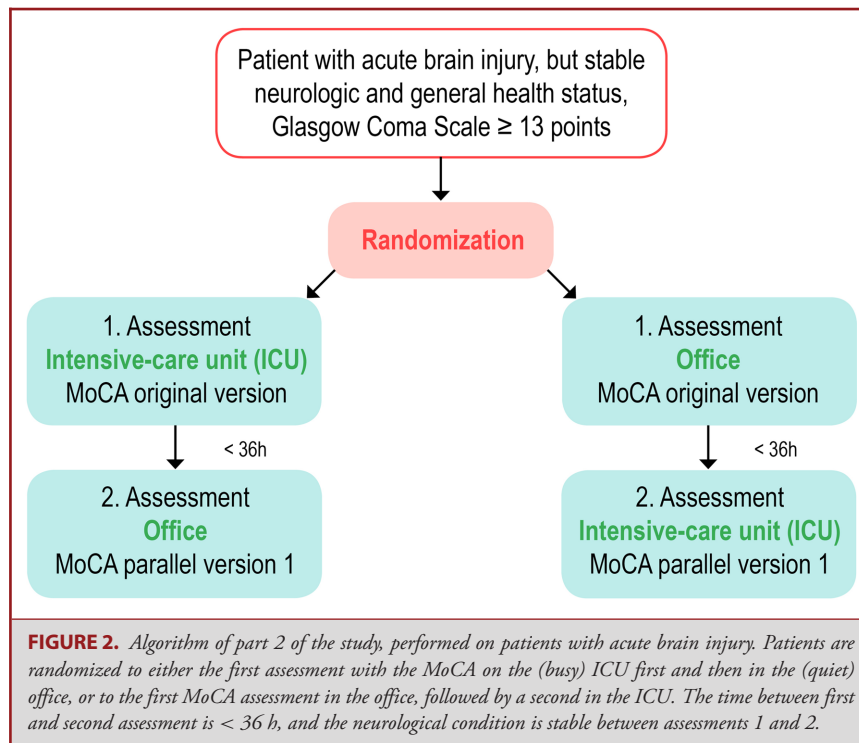 Patient with acute brain injury, but stable
neurologic and general health status,
Glasgow Coma Scale ≥ 13 points
Randomization
1. Assessment
Intensive-care unit (ICU)
MoCA original version
< 36h
2. Assessment
Office
MoCA parallel version 1
1. Assessment
Office
MoCA original version
< 36h
2. Assessment
Intensive-care unit (ICU)
MoCA parallel version 1
FIGURE 2. Algorithm of part 2 of the study, performed on patients with acute brain injury. Patients are
randomized to either the first assessment with the MoCA on the (busy) ICU first and then in the (quiet)
office, or to the first MoCA assessment in the office, followed by a second in the ICU. The time between first
and second assessment is < 36 h, and the neurological condition is stable between assessments 1 and 2.